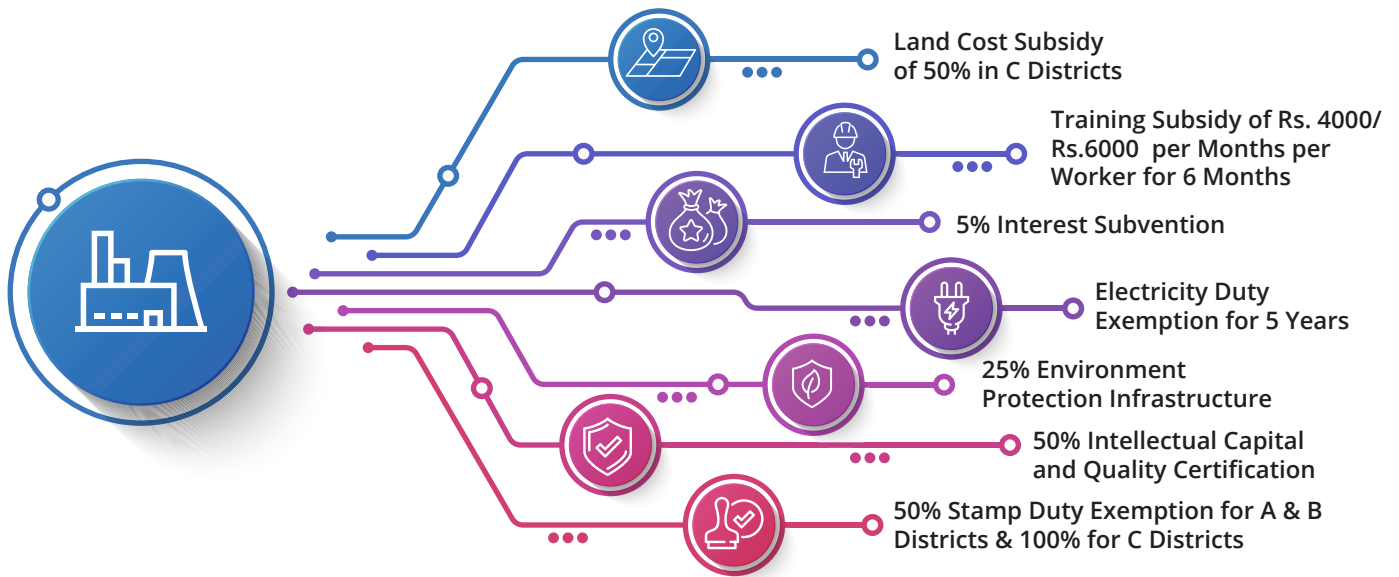 Land Cost Subsidy
of 50% in C Districts
Training Subsidy of Rs. 4000/
Rs.6000 per Months per
Worker for 6 Months
5% Interest Subvention
Electricity Duty
Exemption for 5 Years
25% Environment
Protection Infrastructure
50% Intellectual Capital
and Quality Certification
50% Stamp Duty Exemption for A & B
Districts & 100% for C Districts